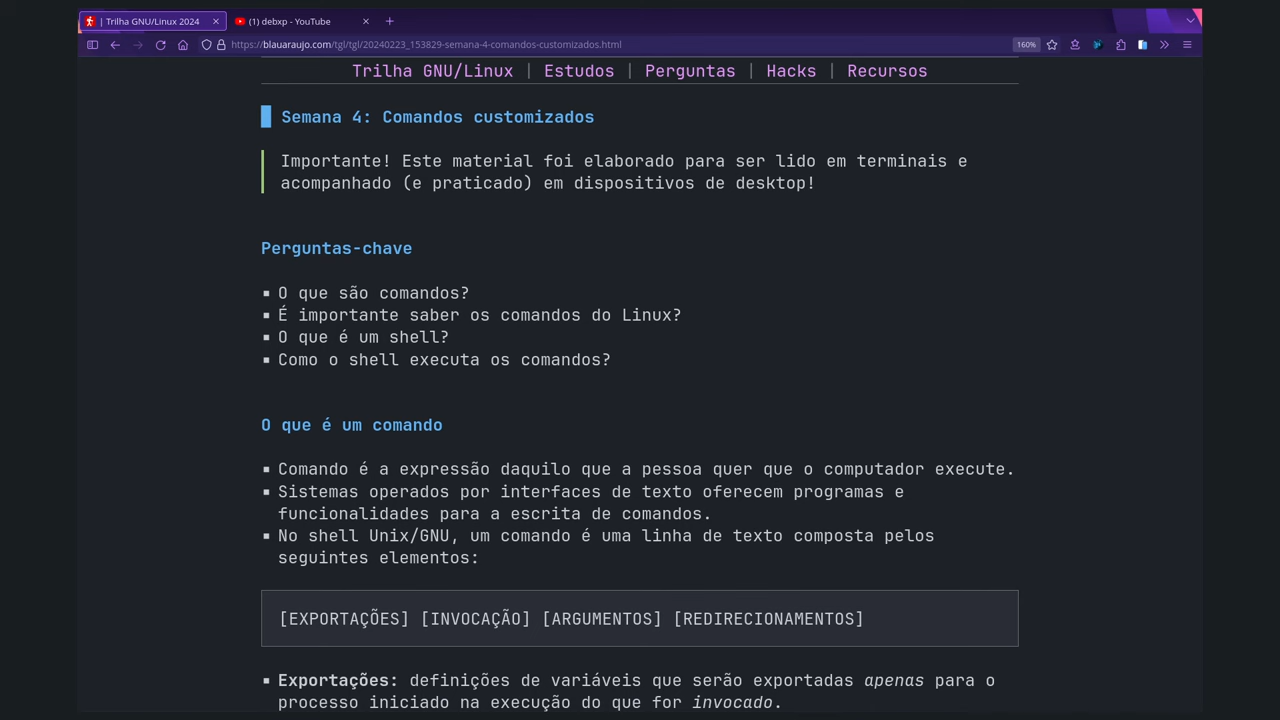 | Trilha GNU/Linux 2024
(1) debxp - YouTube
https://blauaraujo.com/tgl/tgl/20240223_153829-semana-4-comandos-customizados.html
160%
Trilha GNU/Linux | Estudos | Perguntas | Hacks | Recursos
Semana 4: Comandos customizados
Importante! Este material foi elaborado para ser lido em terminais e
acompanhado (e praticado) em dispositivos de desktop!
Perguntas-chave
▪ O que são comandos?
▪ É importante saber os comandos do Linux?
▪ O que é um shell?
▪ Como o shell executa os comandos?
O que é um comando
▪ Comando é a expressão daquilo que a pessoa quer que o computador execute.
▪ Sistemas operados por interfaces de texto oferecem programas e
funcionalidades para a escrita de comandos.
▪ No shell Unix/GNU, um comando é uma linha de texto composta pelos
seguintes elementos:
[EXPORTAÇÕES] [INVOCAÇÃO] [ARGUMENTOS] [REDIRECIONAMENTOS]
▪ Exportações: definições de variáveis que serão exportadas apenas para o
processo iniciado na execução do que for invocado.